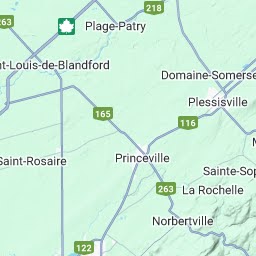 263
218
Plage-Patry
nt-Louis-de-Blandford
Domaine-Somerse
Plessisville
165
116
Saint-Rosaire
Princeville
Sainte-Sop
263
La Rochelle
Norbertville
122